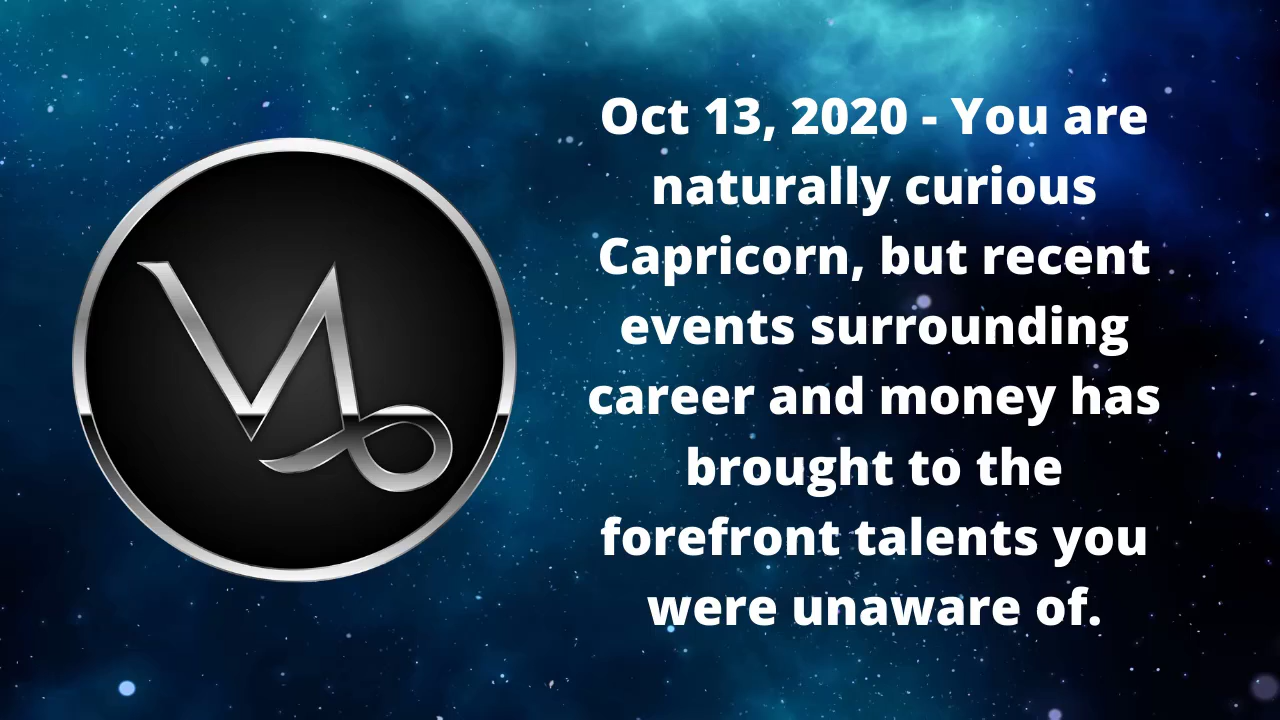 Oct 13, 2020 - You are
naturally curious
Capricorn, but recent
events surrounding
career and money has
brought to the
forefront talents you
were unaware of.